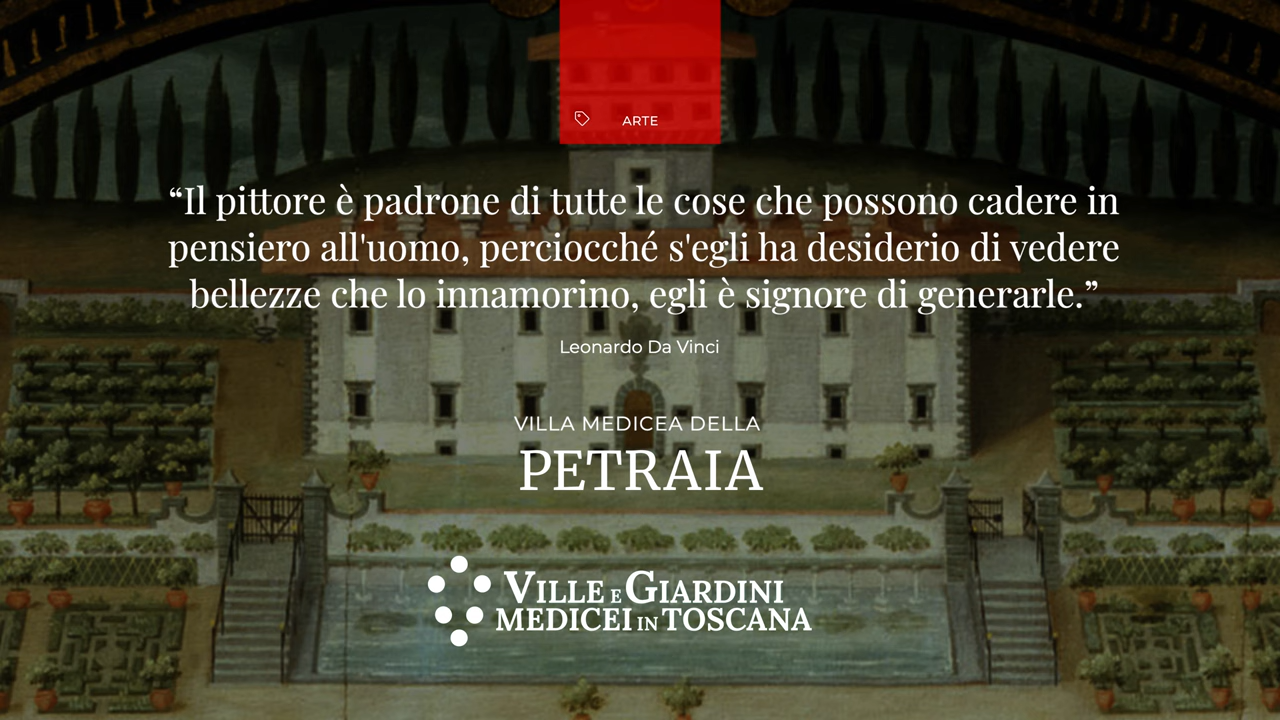 ARTE
“Il pittore è padrone di tutte le cose che possono cadere in
pensiero all'uomo, perciocché s'egli ha desiderio di vedere
bellezze che lo innamorino, egli è signore di generarle.”
Leonardo Da Vinci
VILLA MEDICEA DELLA
PETRAIA
VILLE E GIARDINI
MEDICEI IN TOSCANA